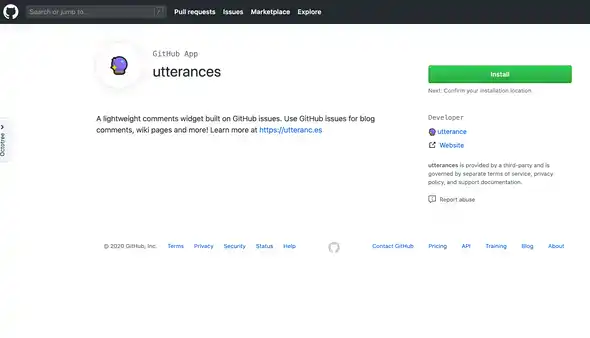 Search or jump to... / Pull requests Issues Marketplace Explore
GitHub App
utterances
Install
Next: Confirm your installation location.
A lightweight comments widget built on GitHub issues. Use GitHub issues for blog
comments, wiki pages and more! Learn more at https://utteranc.es
Developer
utterance
Website
utterances is provided by a third-party and is
governed by separate terms of service, privacy
policy, and support documentation.
Report abuse
Octotree
© 2020 GitHub, Inc. Terms Privacy Security Status Help Contact GitHub Pricing API Training Blog About